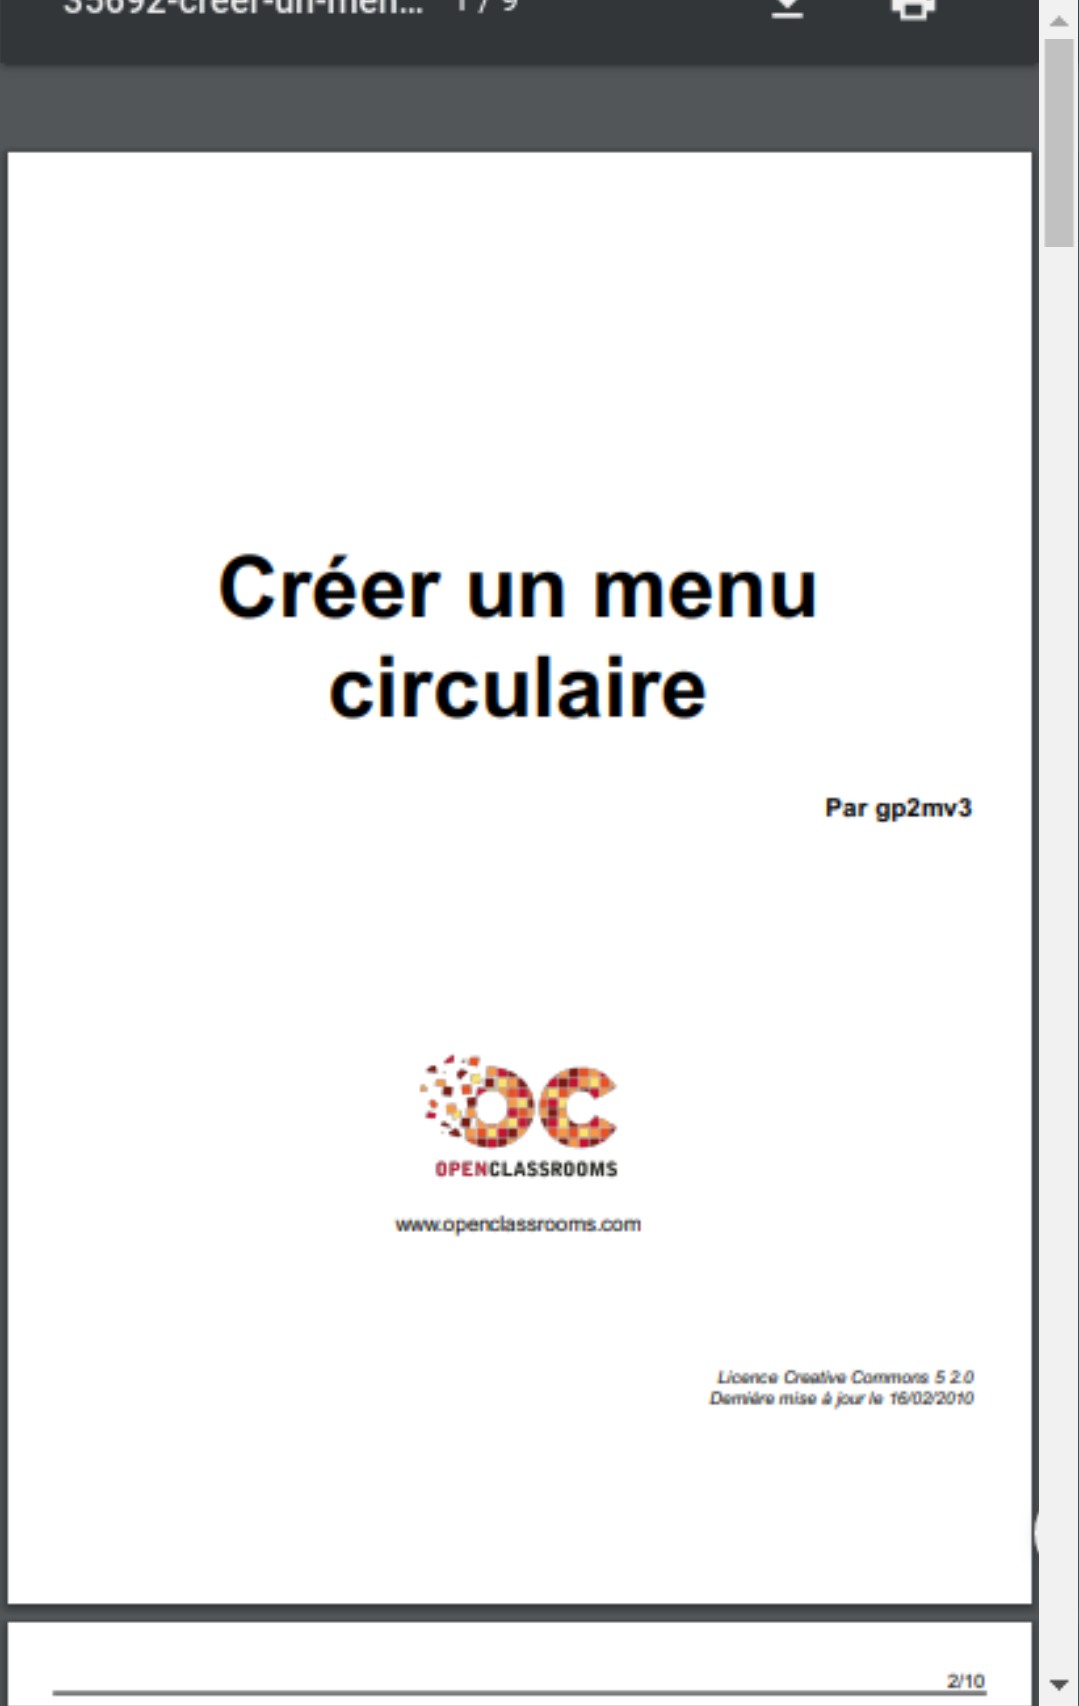 35692-creer-un-men... 1 / 9
Créer un menu
circulaire
Par gp2mv3
OPENCLASSROOMS
www.openclassrooms.com
Licence Creative Commons 5 2.0
Dernière mise à jour le 16/02/2010
2/10